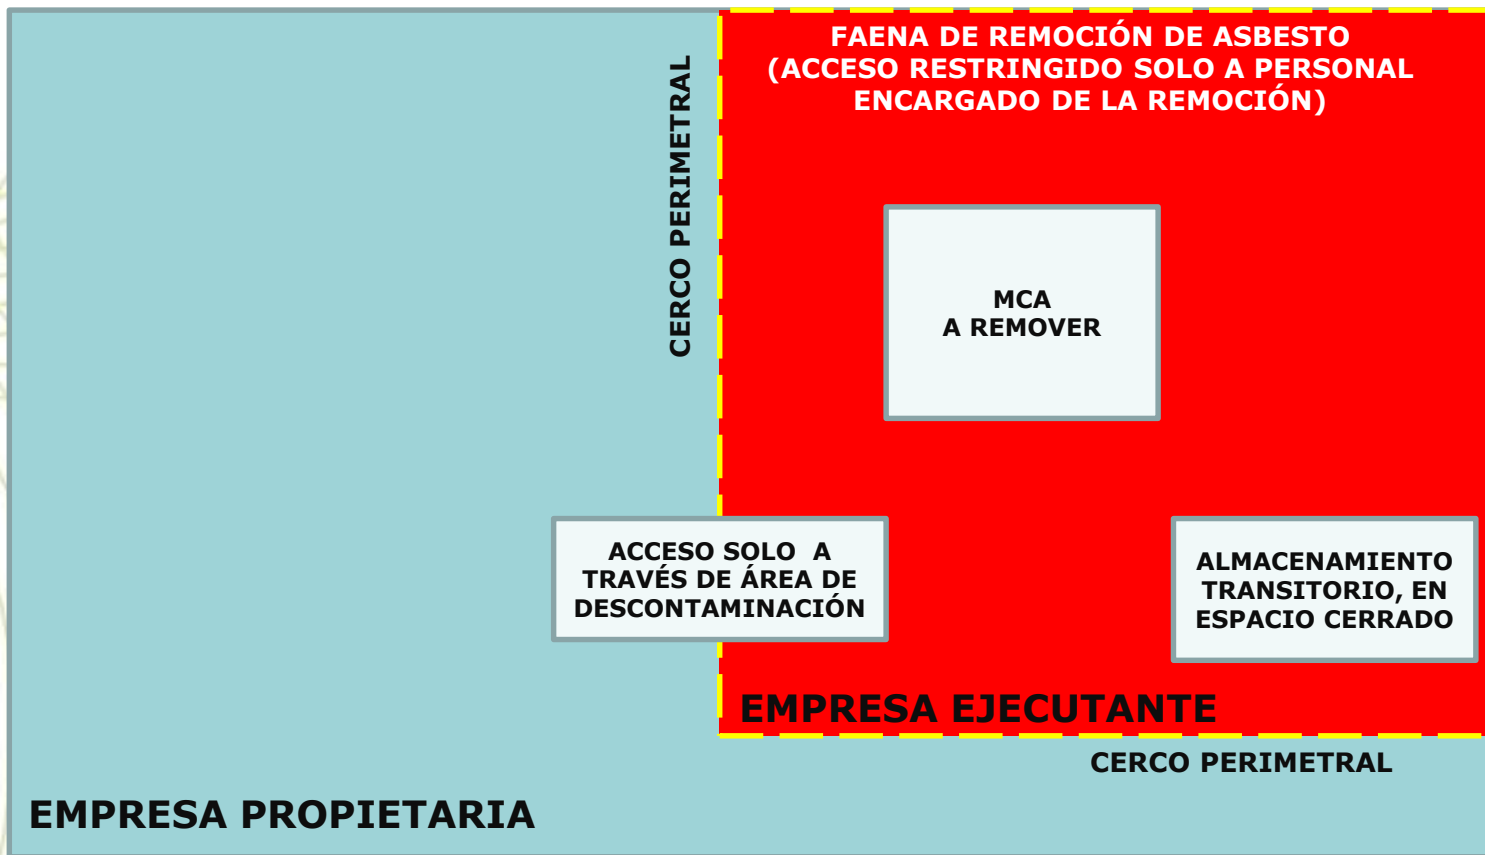 FAENA DE REMOCIÓN DE ASBESTO
(ACCESO RESTRINGIDO SOLO A PERSONAL
ENCARGADO DE LA REMOCIÓN)
CERCO PERIMETRAL
MCA
A REMOVER
ACCESO SOLO A
TRAVÉS DE ÁREA DE
DESCONTAMINACIÓN
ALMACENAMIENTO
TRANSITORIO, EN
ESPACIO CERRADO
EMPRESA EJECUTANTE
CERCO PERIMETRAL
EMPRESA PROPIETARIA